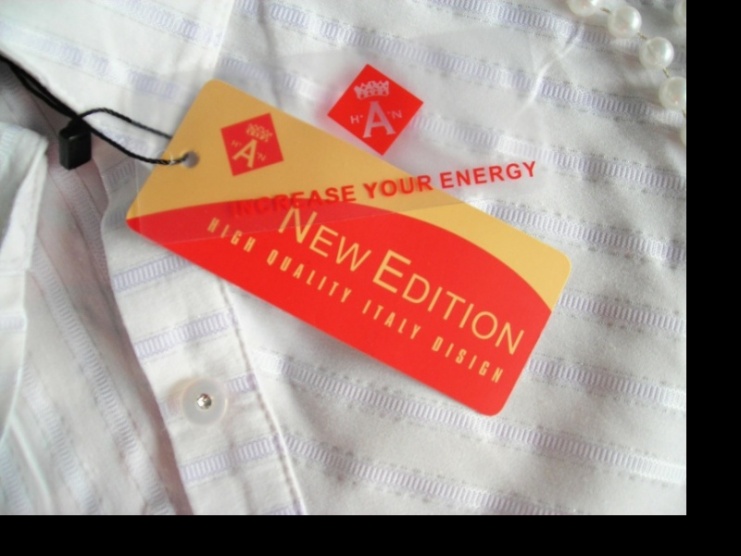 H·A·N
H·A·N
INCREASE YOUR ENERGY
NEW EDITION
HIGH QUALITY ITALY DISIGN